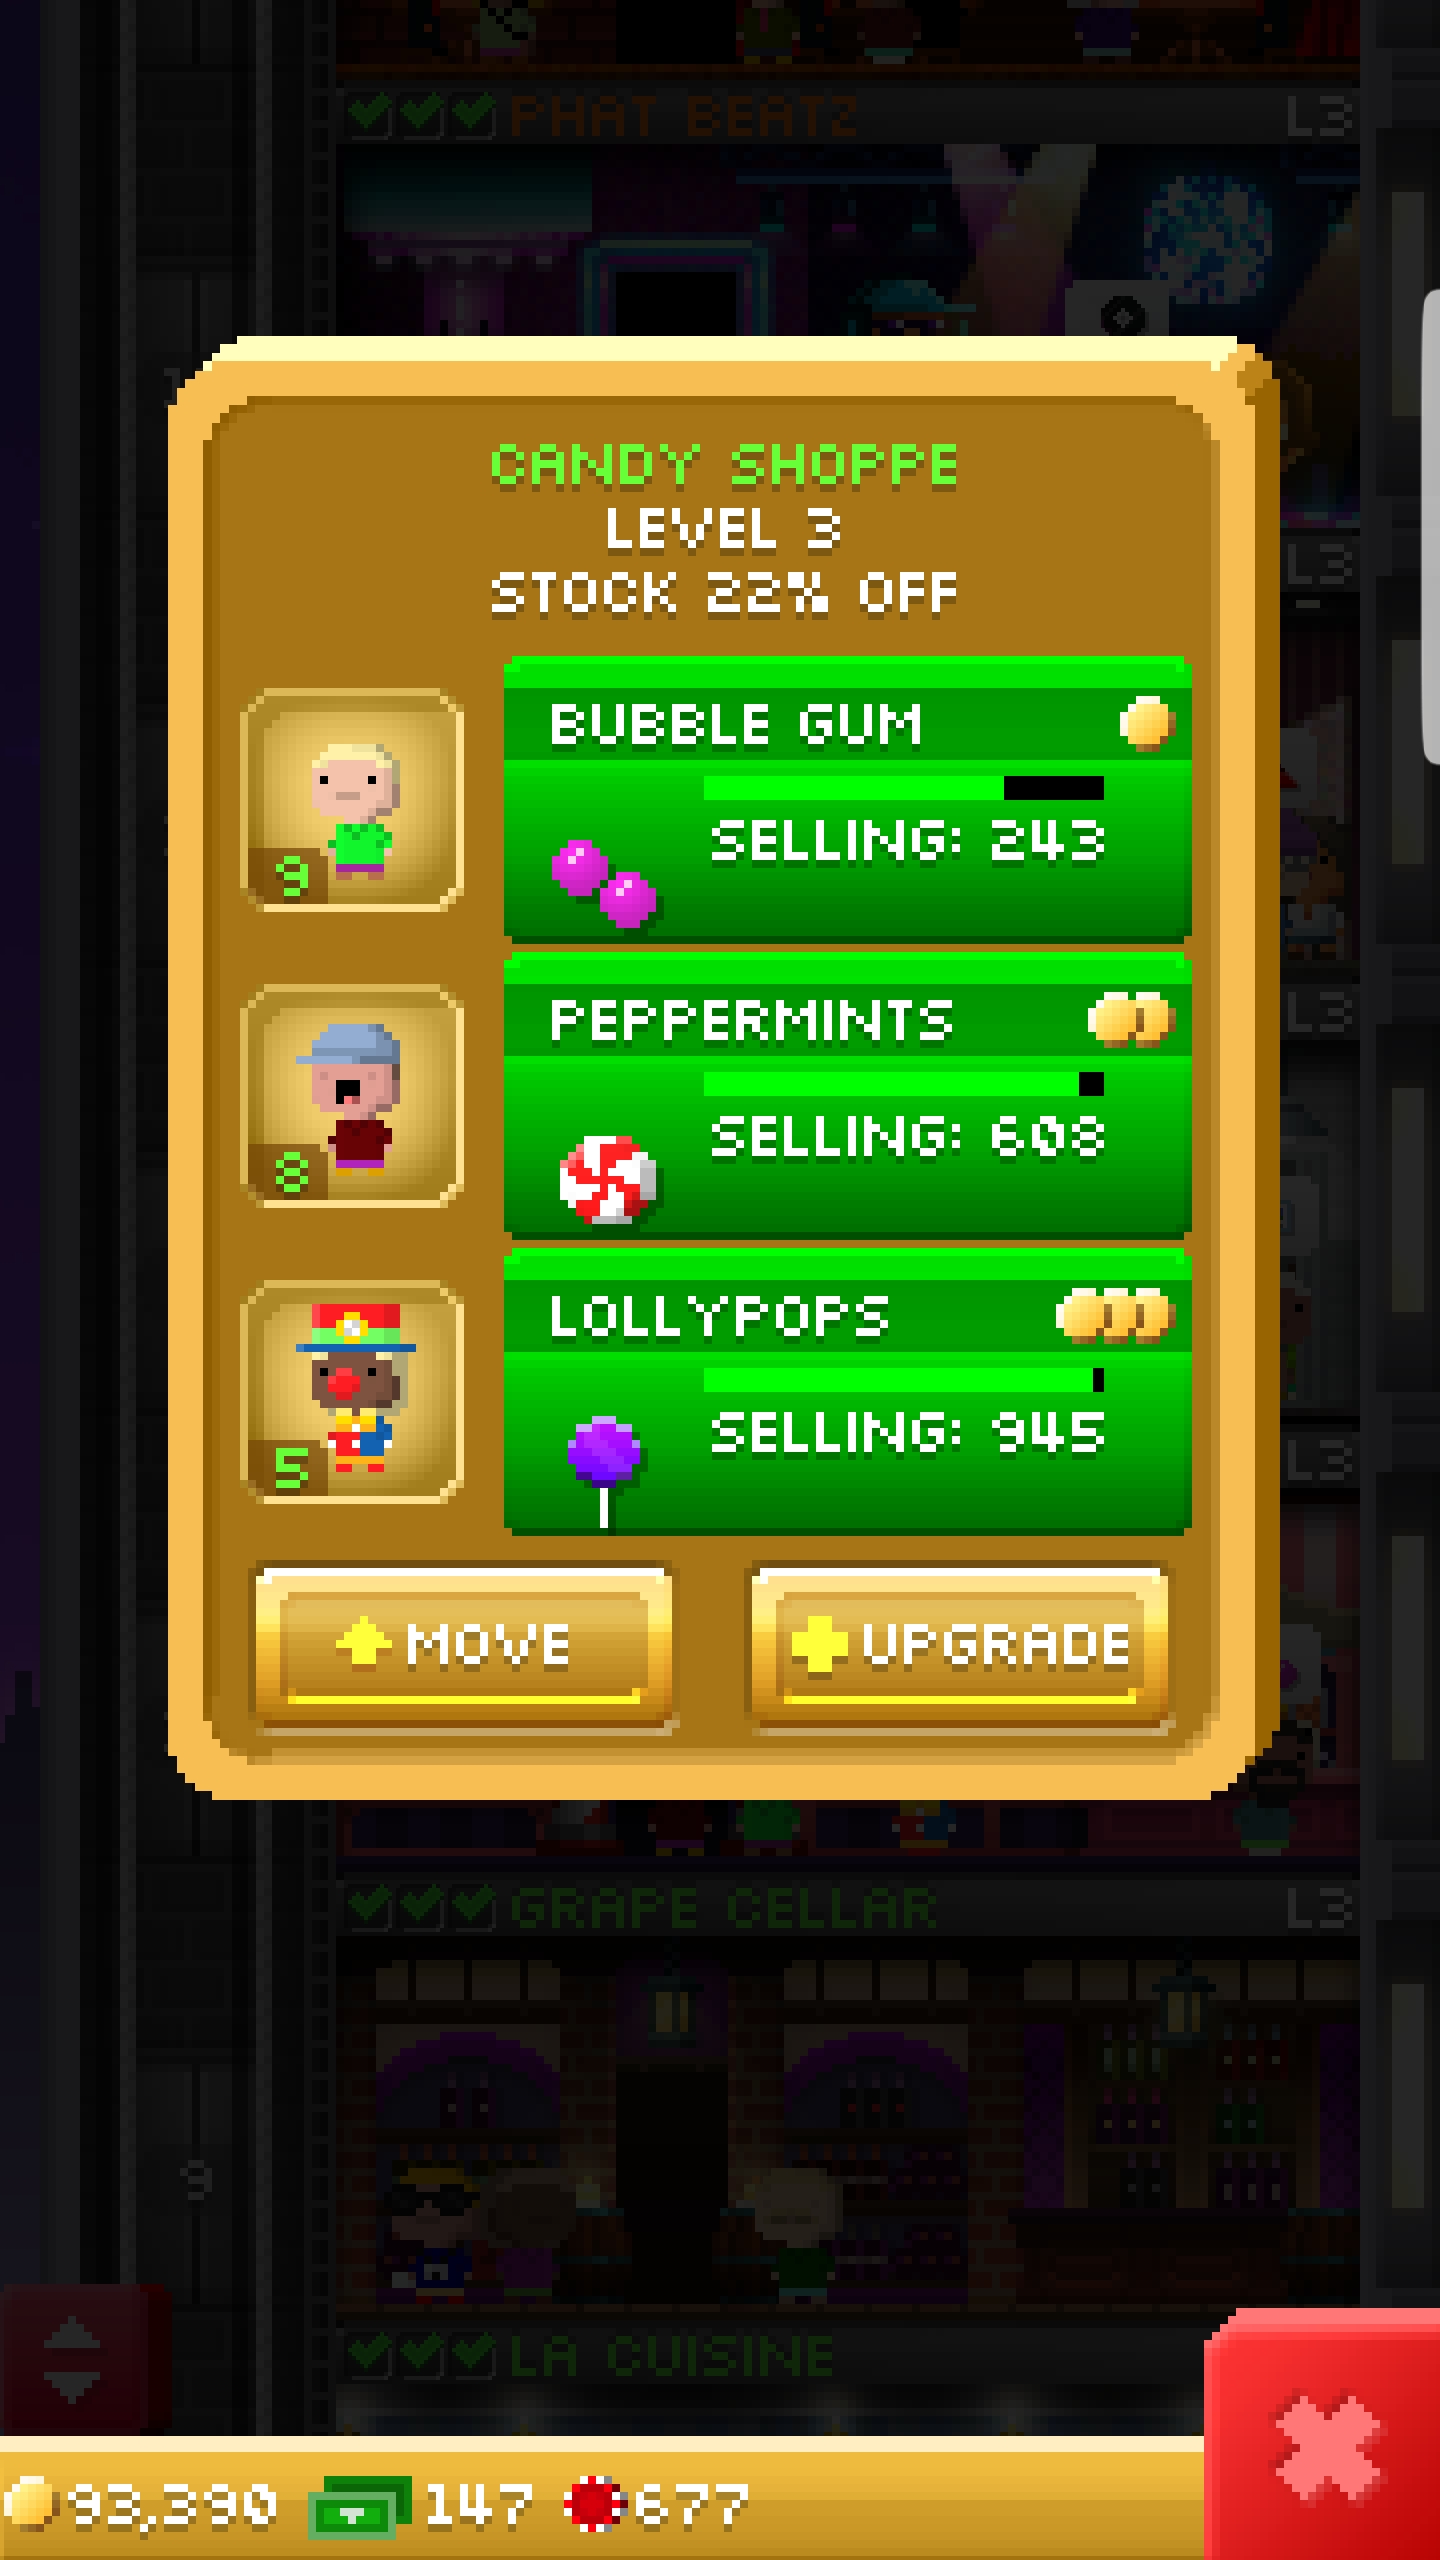 PHAT BEATZ L3
CANDY SHOPPE
LEVEL 3
STOCK 22% OFF
L3
BUBBLE GUM
SELLING: 243
9
PEPPERMINTS
L3
SELLING: 608
8
LOLLYPOPS
SELLING: 945
L3
5
MOVE
UPGRADE
GRAPE CELLAR L3
9
LA CUISINE
93,390 147 677